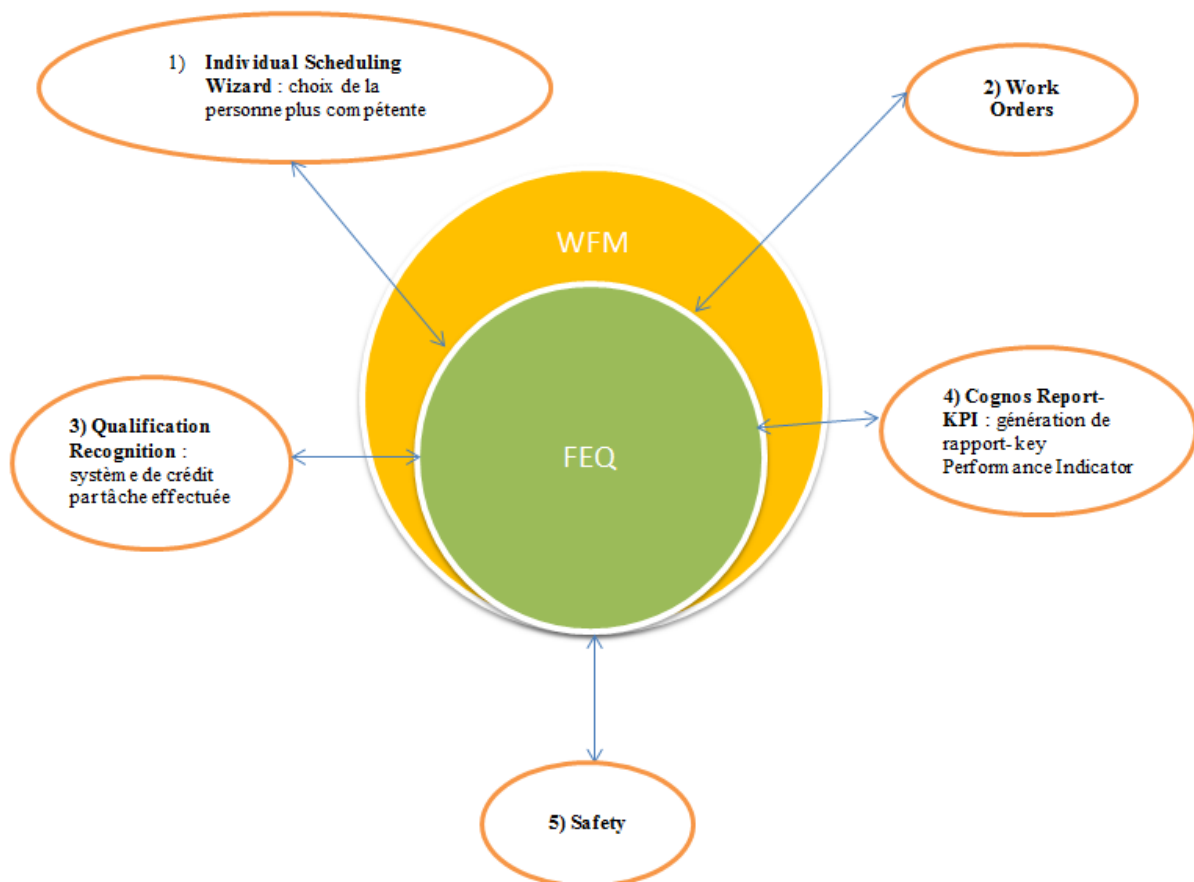 1) Individual Scheduling
Wizard : choix de la
personne plus compétente
2) Work
Orders
WFM
3) Qualification
Recognition :
système de crédit
par tâche effectuée
FEQ
4) Cognos Report-
KPI : génération de
rapport-key
Performance Indicator
5) Safety